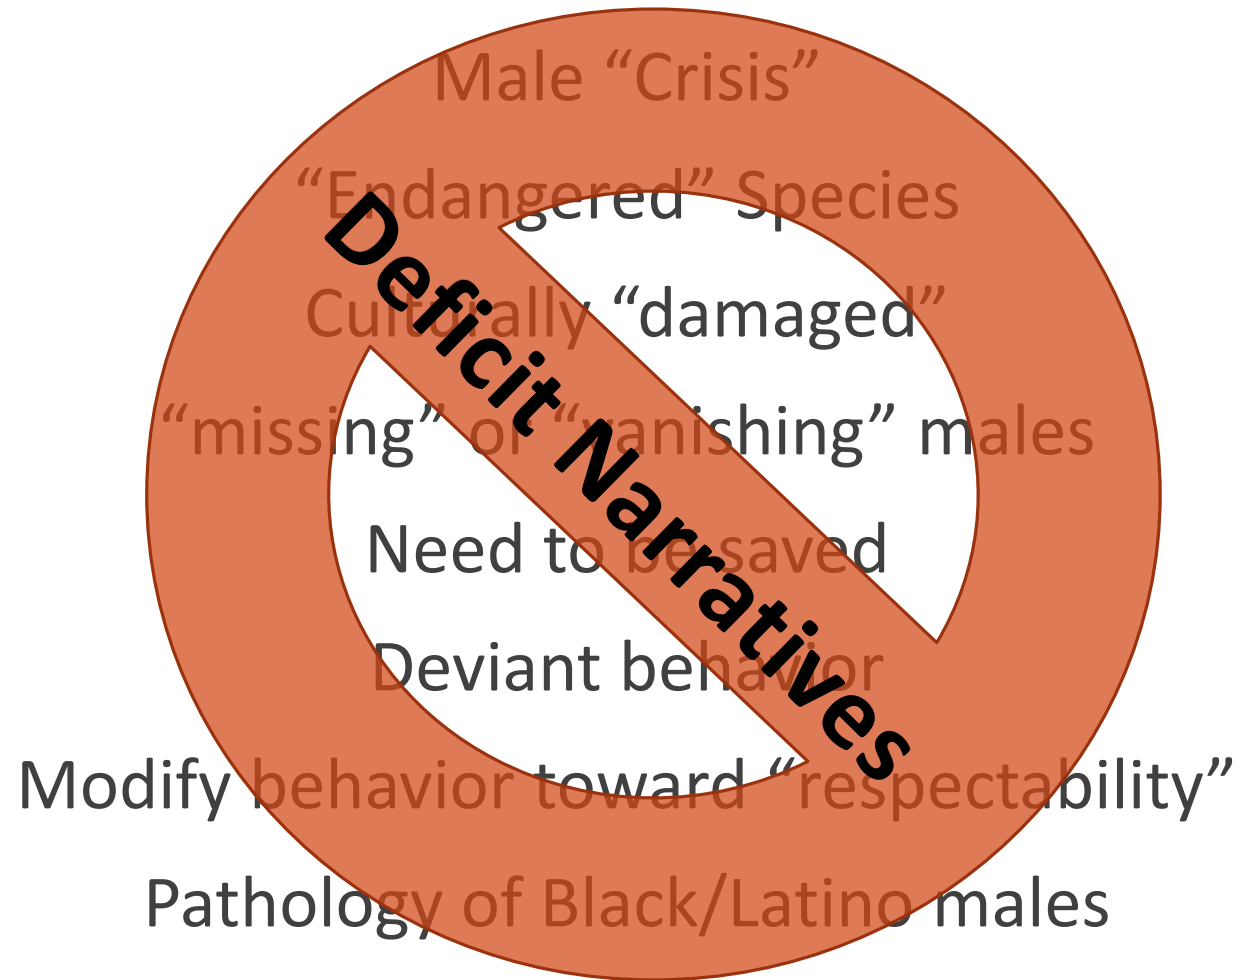 Male “Crisis”
“Endangered” Species
Culturally “damaged”
“missing” or “vanishing” males
Need to be saved
Deviant behavior
Modify behavior toward “respectability”
Pathology of Black/Latino males
Deficit Narratives